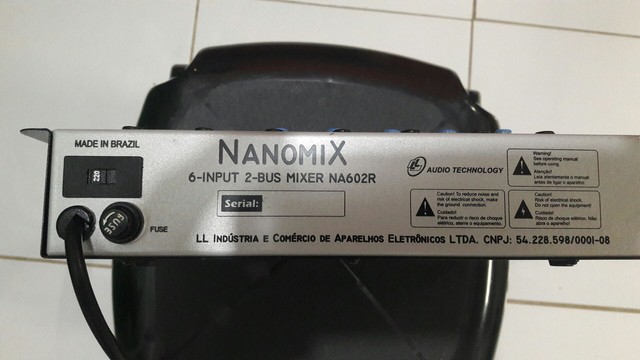 MADE IN BRAZIL
220
FUSE
FUSE
NANOMIX
6-INPUT 2-BUS MIXER NA602R
Serial:
LL AUDIO TECHNOLOGY
Warning!
See operating manual
before using.
Atenção!
Leia atentamente o manual
antes de ligar o aparelho.
Caution! To reduce noise and
risk of electrical shock, make
the ground connection.
Cuidado!
Para reduzir o risco de choque
elétrico, aterre o equipamento.
Caution!
Risk of electrical shock.
Do not open the equipment!
Cuidado!
Risco de choque elétrico. Não
abra o aparelho!
LL INDÚSTRIA E COMÉRCIO DE APARELHOS ELETRÔNICOS LTDA. CNPJ: 54.228.598/0001-08